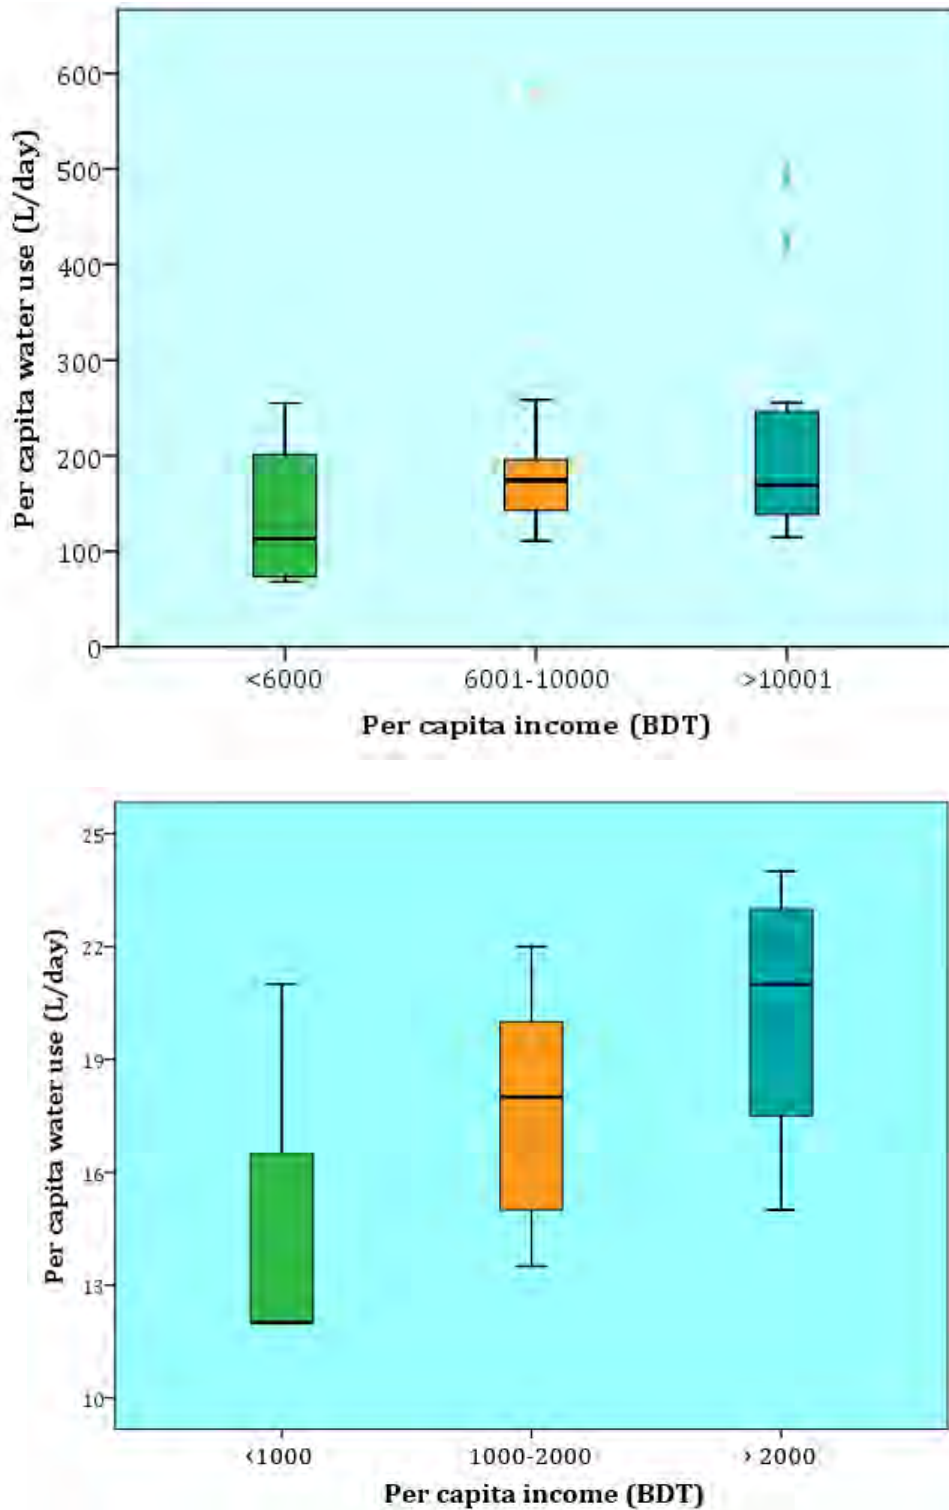 Per capita water use (L/day)
600
500
400
300
200
100
0
<6000 6001-10000 >10001
Per capita income (BDT)
Per capita water use (L/day)
25
22
19
16
13
10
<1000 1000-2000 > 2000
Per capita income (BDT)